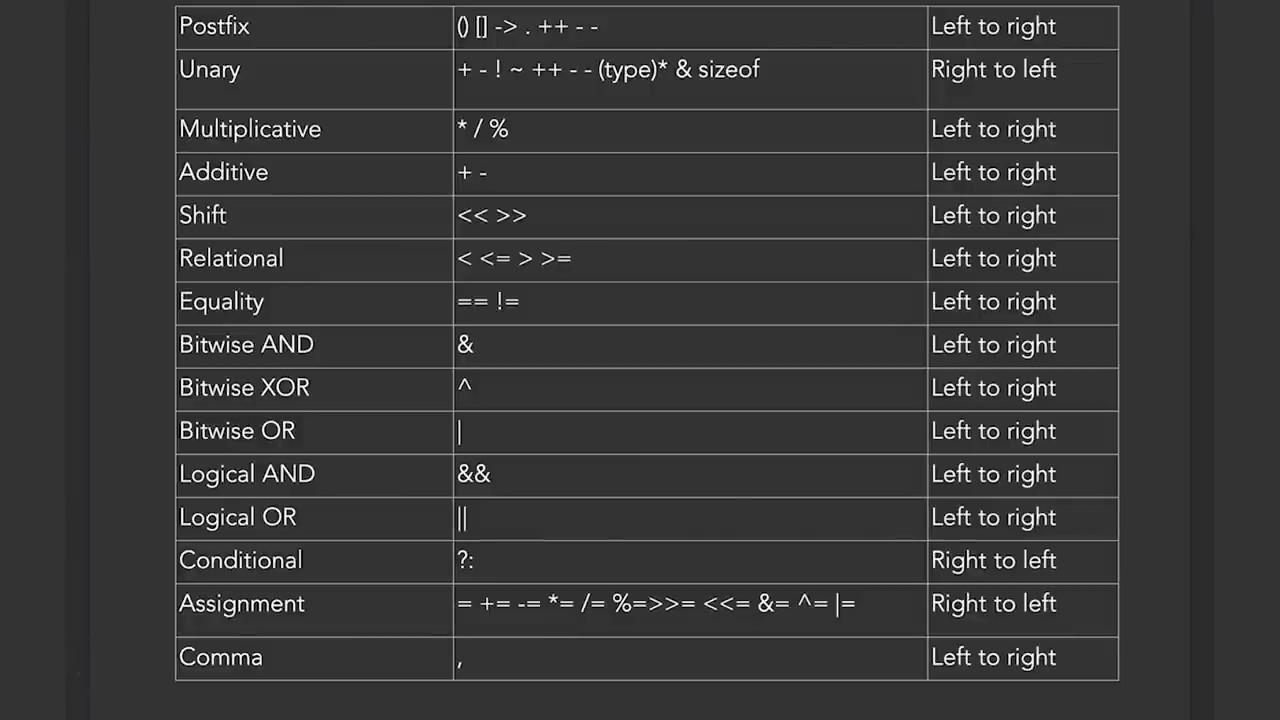 Postfix () [] -> . ++ - - Left to right
Unary + - ! ~ ++ - - (type)* & sizeof Right to left
Multiplicative * / % Left to right
Additive + - Left to right
Shift << >> Left to right
Relational < <= > >= Left to right
Equality == != Left to right
Bitwise AND & Left to right
Bitwise XOR ^ Left to right
Bitwise OR | Left to right
Logical AND && Left to right
Logical OR || Left to right
Conditional ?: Right to left
Assignment = += -= *= /= %=>>= <<= &= ^= |= Right to left
Comma , Left to right